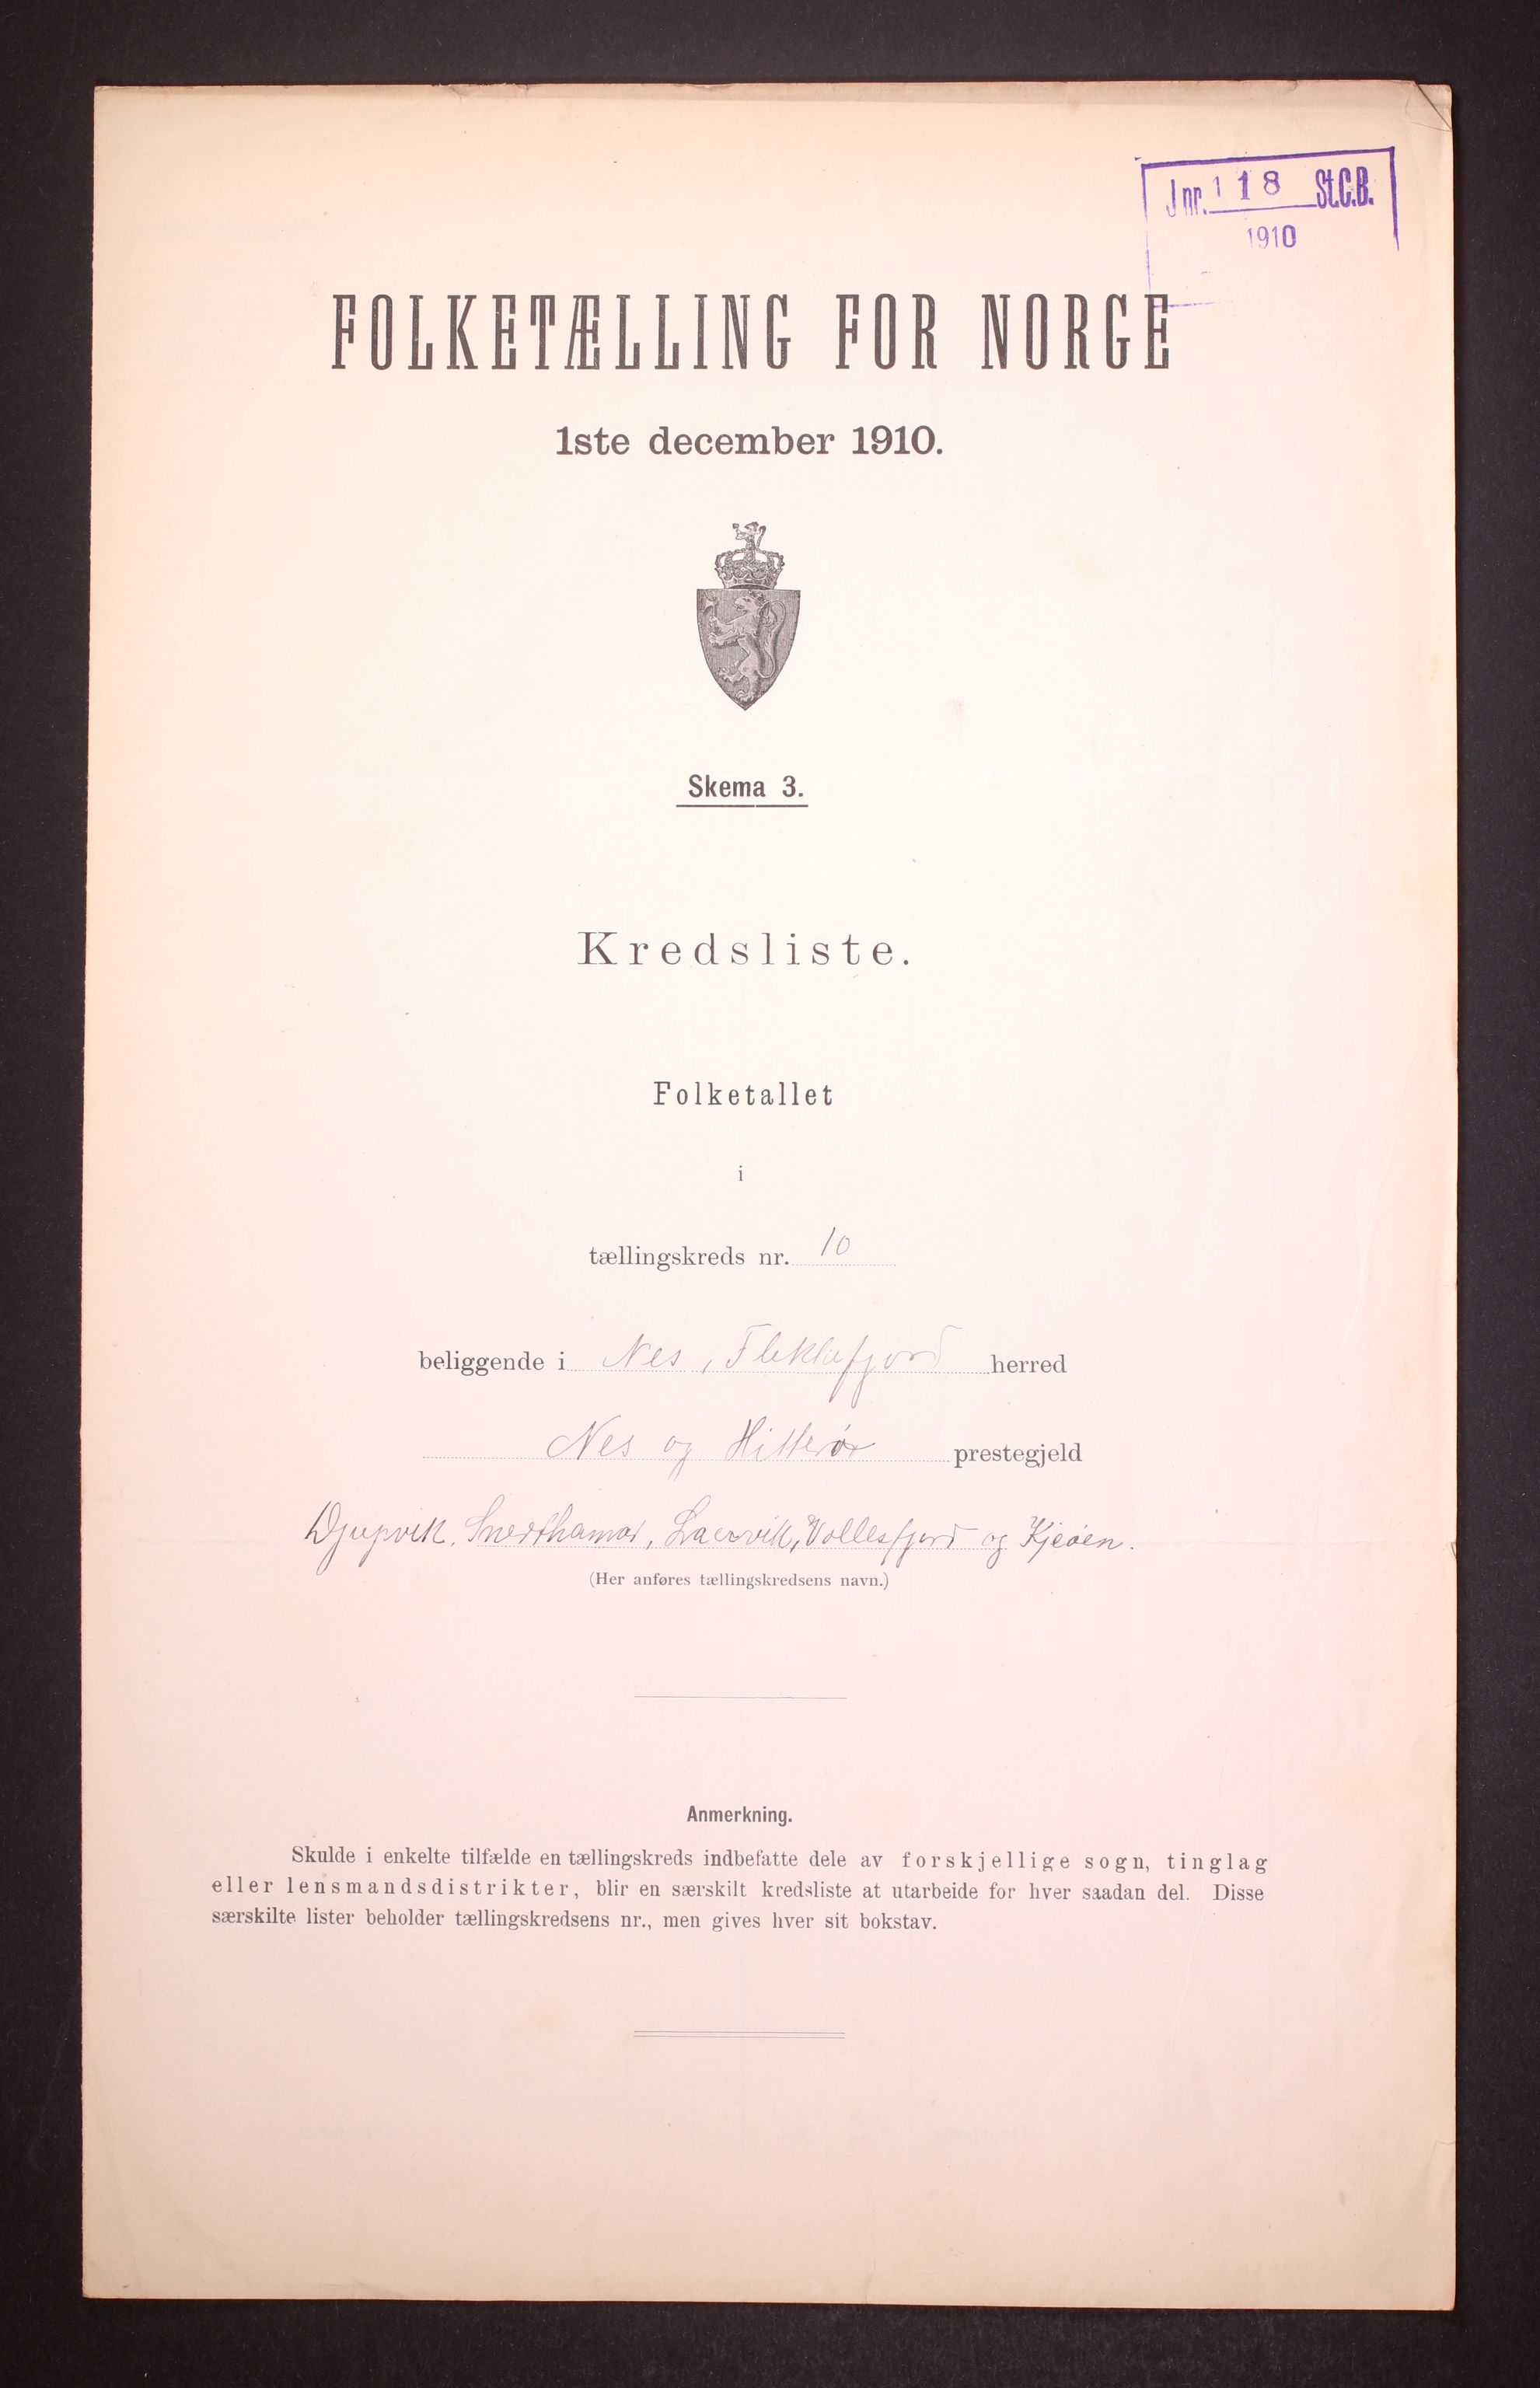 Jnr. 118 St.C.B.
1910
FOLKETÆLLING FOR NORGE
1ste december 1910.
Skema 3.
Kredsliste.
Folketallet
i
tællingskreds nr. 10
beliggende i Nes, Flekkefjord herred
Nes og Hitterø prestegjeld
Djupvik, Snerthamar, Laervik, Vollesfjord og Kjeøen.
(Her anføres tællingskredsens navn.)
Anmerkning.
Skulde i enkelte tilfælde en tællingskreds indbefatte dele av forskjellige sogn, tinglag
eller lensmandsdistrikter, blir en særskilt kredsliste at utarbeide for hver saadan del. Disse
særskilte lister beholder tællingskredsens nr., men gives hver sit bokstav.